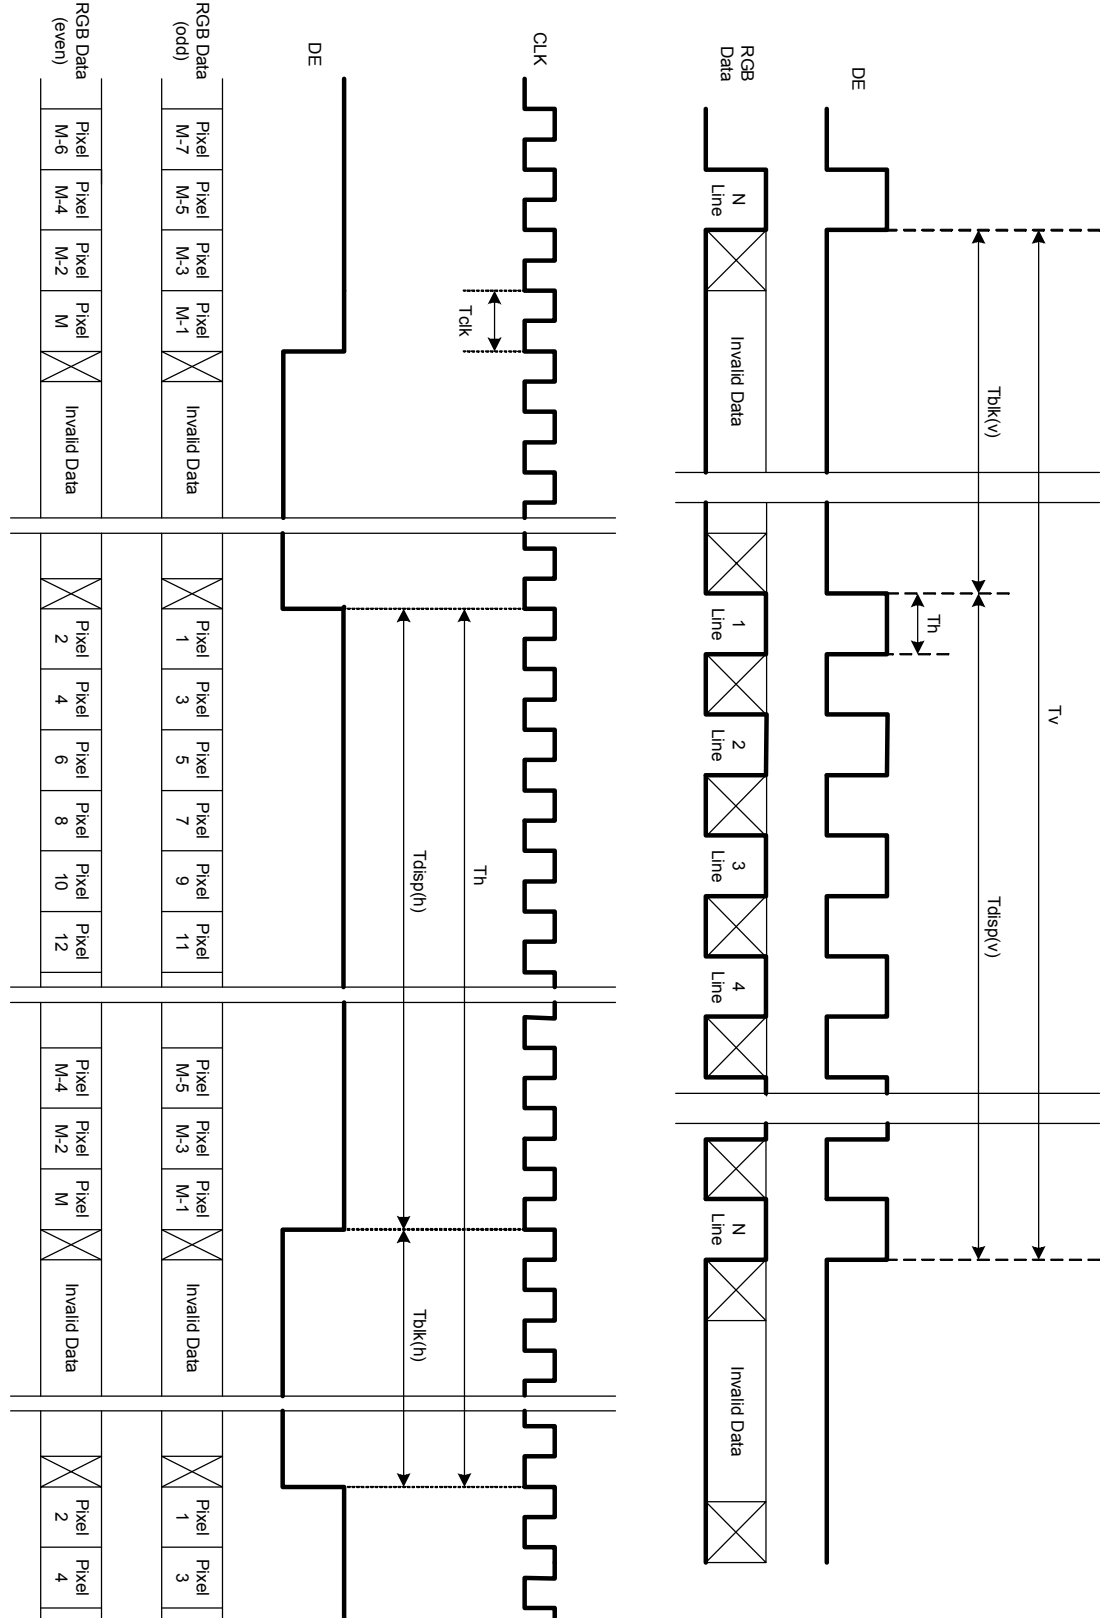 Tv
Tblk(v) Tdisp(v)
Th
DE
RGB
Data
N
Line
Invalid Data
1
Line
2
Line
3
Line
4
Line
N
Line
Invalid Data
CLK
Tclk
Th
Tdisp(h)
Tblk(h)
DE
RGB Data
(odd)
Pixel
M-7
Pixel
M-5
Pixel
M-3
Pixel
M-1
Invalid Data
Pixel
1
Pixel
3
Pixel
5
Pixel
7
Pixel
9
Pixel
11
Pixel
M-5
Pixel
M-3
Pixel
M-1
Invalid Data
Pixel
1
Pixel
3
RGB Data
(even)
Pixel
M-6
Pixel
M-4
Pixel
M-2
Pixel
M
Invalid Data
Pixel
2
Pixel
4
Pixel
6
Pixel
8
Pixel
10
Pixel
12
Pixel
M-4
Pixel
M-2
Pixel
M
Invalid Data
Pixel
2
Pixel
4